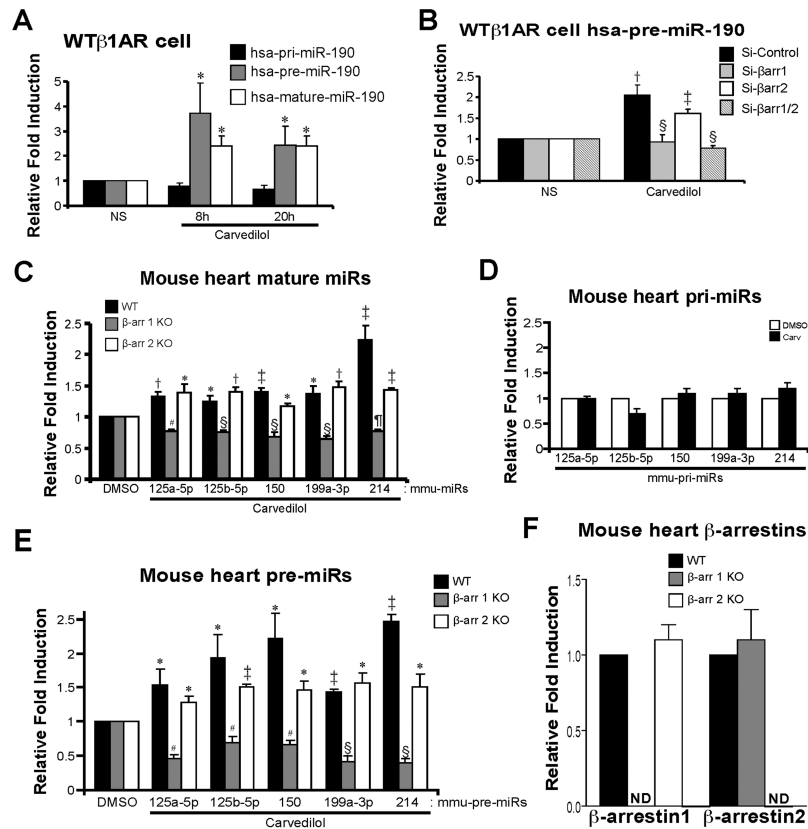 A
WTβ1AR cell
hsa-pri-miR-190
hsa-pre-miR-190
hsa-mature-miR-190
Relative Fold Induction
5
4
3
2
1
0
* * * *
NS
8h
20h
Carvedilol
B
WTβ1AR cell hsa-pre-miR-190
Si-Control
Si-βarr1
Si-βarr2
Si-βarr1/2
Relative Fold Induction
2.5
2
1.5
1
0.5
0
† § ‡ §
NS
Carvedilol
C
Mouse heart mature miRs
WT
β-arr 1 KO
β-arr 2 KO
Relative Fold Induction
2.5
2
1.5
1
0.5
0
† # * * § † ‡ § * * § † ‡ ¶ ‡
DMSO
125a-5p
125b-5p
150
199a-3p
214
: mmu-miRs
Carvedilol
D
Mouse heart pri-miRs
DMSO
Carv
Relative Fold Induction
2.5
2
1.5
1
0.5
0
125a-5p
125b-5p
150
199a-3p
214
mmu-pri-miRs
E
Mouse heart pre-miRs
WT
β-arr 1 KO
β-arr 2 KO
Relative Fold Induction
2.5
2
1.5
1
0.5
0
* # * * # ‡ * # * ‡ § * ‡ § *
DMSO
125a-5p
125b-5p
150
199a-3p
214
: mmu-pre-miRs
Carvedilol
F
Mouse heart β-arrestins
WT
β-arr 1 KO
β-arr 2 KO
Relative Fold Induction
1.5
1.0
0.5
0.0
ND
ND
β-arrestin1
β-arrestin2